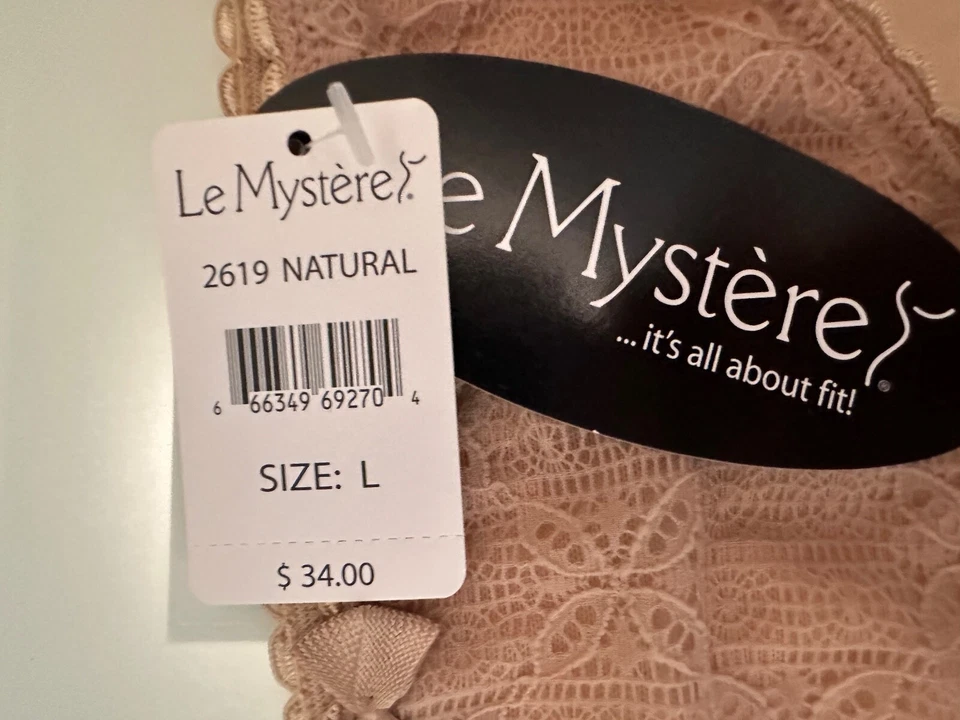 Le Mystère®
2619 NATURAL
6 66349 69270 4
SIZE: L
$ 34.00
e Mystère®
... it's all about fit!